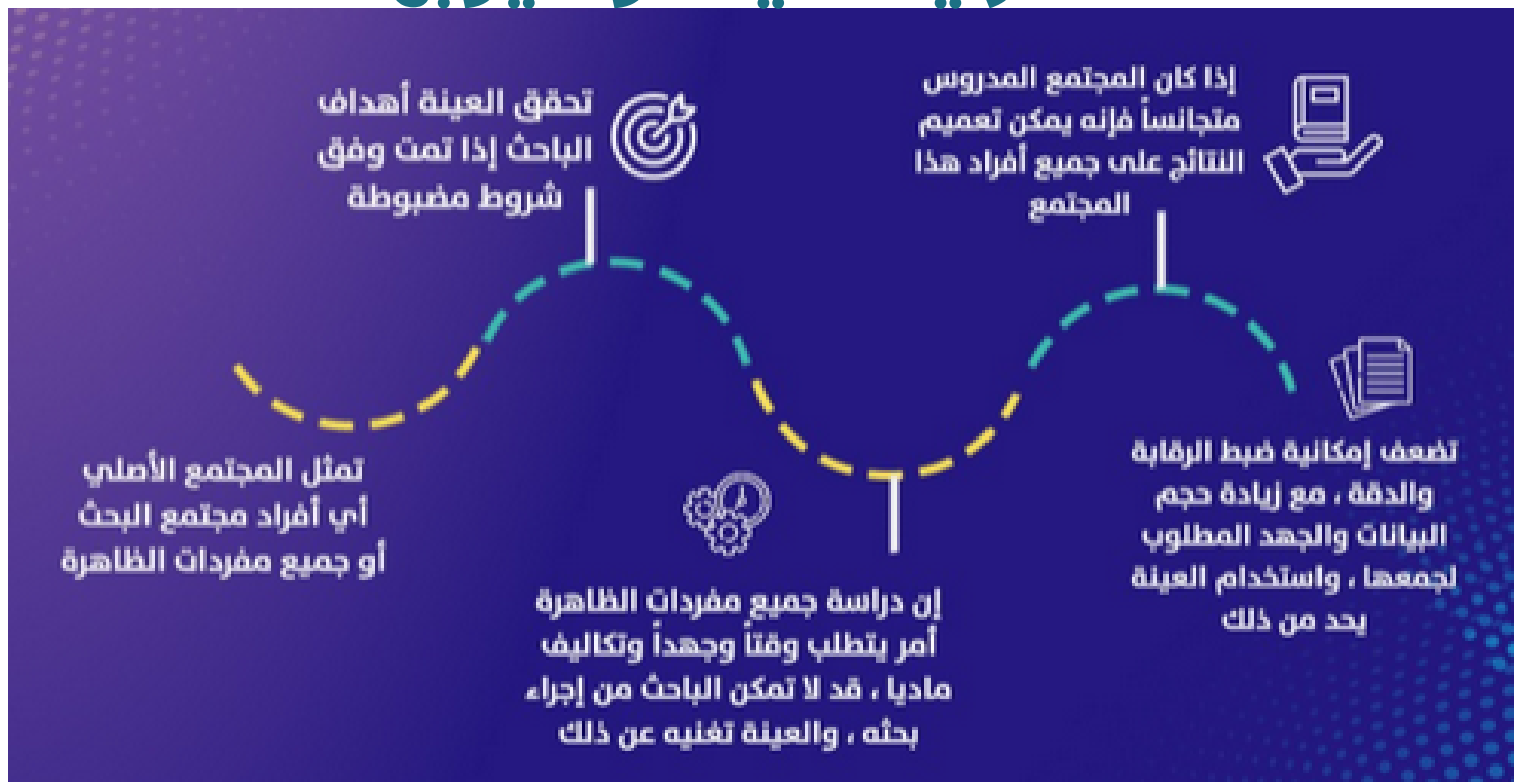 إذا كان المجتمع المدروس
متجانساً فإنه يمكن تعميم
النتائج على جميع أفراد هذا
المجتمع
تحقق العينة أهداف
الباحث إذا تمت وفق
شروط مضبوطة
تضعف إمكانية ضبط الرقابة
والدقة ، مع زيادة حجم
البيانات والجهد المطلوب
لجمعها ، واستخدام العينة
يحد من ذلك
إن دراسة جميع مفردات الظاهرة
أمر يتطلب وقتاً وجهداً وتكاليف
ماديا ، قد لا تمكن الباحث من إجراء
بحثه ، والعينة تغنيه عن ذلك
تمثل المجتمع الأصلي
أي أفراد مجتمع البحث
أو جميع مفردات الظاهرة